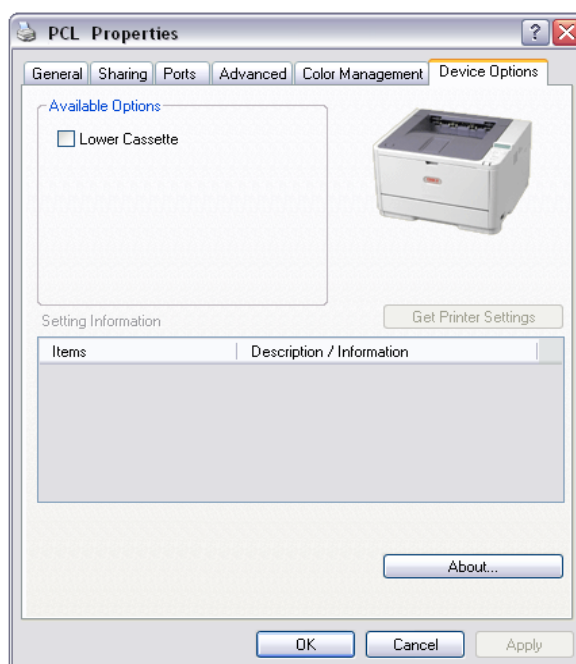 PCL Properties
General Sharing Ports Advanced Color Management Device Options
Available Options
Lower Cassette
Setting Information
Get Printer Settings
Items Description / Information
About...
OK Cancel Apply